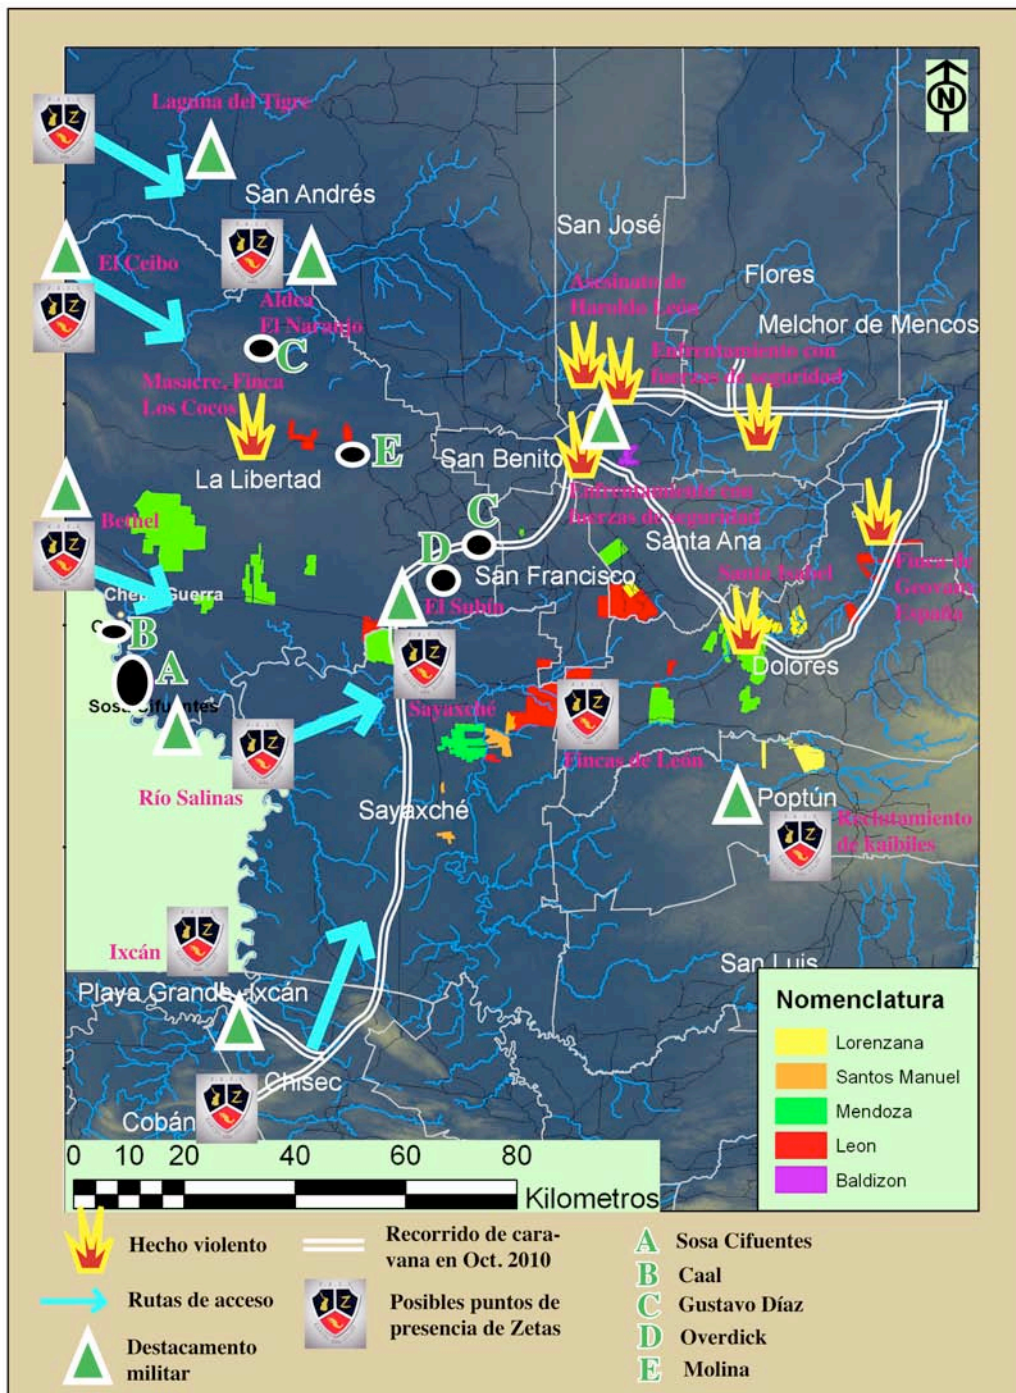 N
Laguna del Tigre
San Andrés
San José
El Ceibo
Flores
Asesinato de
Haroldo León
Aldea
El Naranjo
Melchor de Mencos
C
Enfrentamiento con
fuerzas de seguridad
Masacre, Finca
Los Cocos
E
San Benito
La Libertad
C
Enfrentamiento con
fuerzas de seguridad
Bethel
D
Santa Ana
San Francisco
Santa Isabel
Finca de
Geovany
España
El Subín
B
A
Dolores
Sosa Cifuentes
Sayaxché
Fincas de León
Río Salinas
Sayaxché
Poptún
Reclutamiento
de kaibiles
Ixcán
San Luis
Playa Grande, Ixcán
Chisec
Cobán
Nomenclatura
Lorenzana
Santos Manuel
Mendoza
Leon
Baldizon
0 10 20 40 60 80
Kilometros
Hecho violento
Rutas de acceso
Destacamento
militar
Recorrido de cara-
vana en Oct. 2010
Posibles puntos de
presencia de Zetas
A Sosa Cifuentes
B Caal
C Gustavo Díaz
D Overdick
E Molina